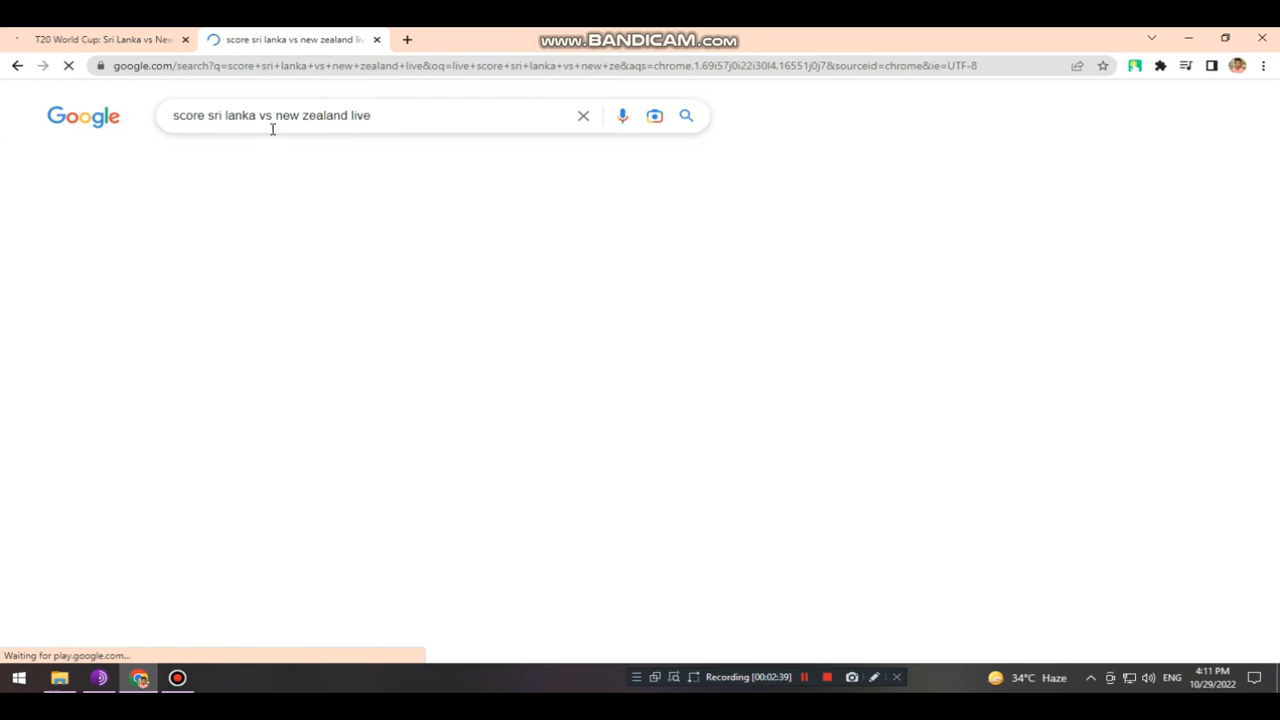 T20 World Cup: Sri Lanka vs New
score sri lanka vs new zealand liv
www.BANDICAM.com
google.com/search?q=score+sri+lanka+vs+new+zealand+live&oq=live+score+sri+lanka+vs+new+ze&aqs=chrome.1.69i57j0i22i30l4.16551j0j7&sourceid=chrome&ie=UTF-8
Google
score sri lanka vs new zealand live
Waiting for play.google.com...
Recording [00:02:39]
34°C Haze
ENG
4:11 PM
10/29/2022